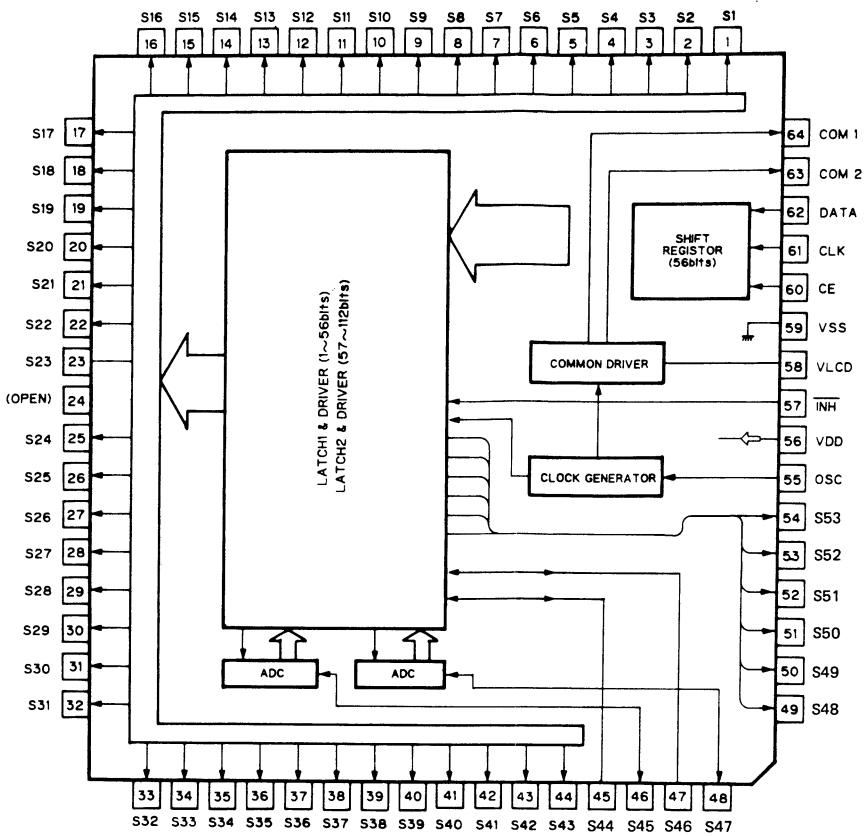 S16 S15 S14 S13 S12 S11 S10 S9 S8 S7 S6 S5 S4 S3 S2 S1
16 15 14 13 12 11 10 9 8 7 6 5 4 3 2 1
S17 17
S18 18
S19 19
S20 20
S21 21
S22 22
S23 23
(OPEN) 24
S24 25
S25 26
S26 27
S27 28
S28 29
S29 30
S30 31
S31 32
LATCH1 & DRIVER (1~56bits)
LATCH2 & DRIVER (57~112bits)
ADC
ADC
SHIFT
REGISTOR
(56bits)
COMMON DRIVER
CLOCK GENERATOR
64 COM 1
63 COM 2
62 DATA
61 CLK
60 CE
59 VSS
58 VLCD
57 INH
56 VDD
55 OSC
54 S53
53 S52
52 S51
51 S50
50 S49
49 S48
33 34 35 36 37 38 39 40 41 42 43 44 45 46 47 48
S32 S33 S34 S35 S36 S37 S38 S39 S40 S41 S42 S43 S44 S45 S46 S47